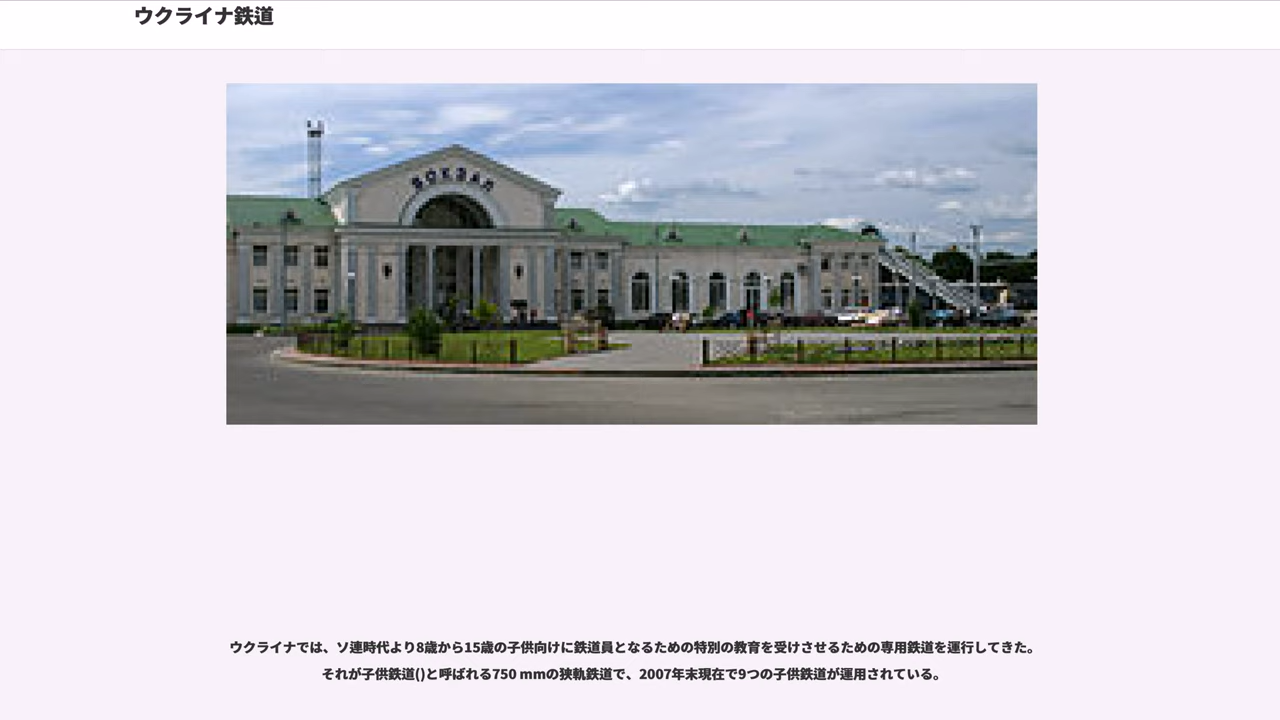 ウクライナ鉄道
ВОКЗАЛ
ウクライナでは、ソ連時代より8歳から15歳の子供向けに鉄道員となるための特別の教育を受けさせるための専用鉄道を運行してきた。
それが子供鉄道()と呼ばれる750 mmの狭軌鉄道で、2007年末現在で9つの子供鉄道が運用されている。